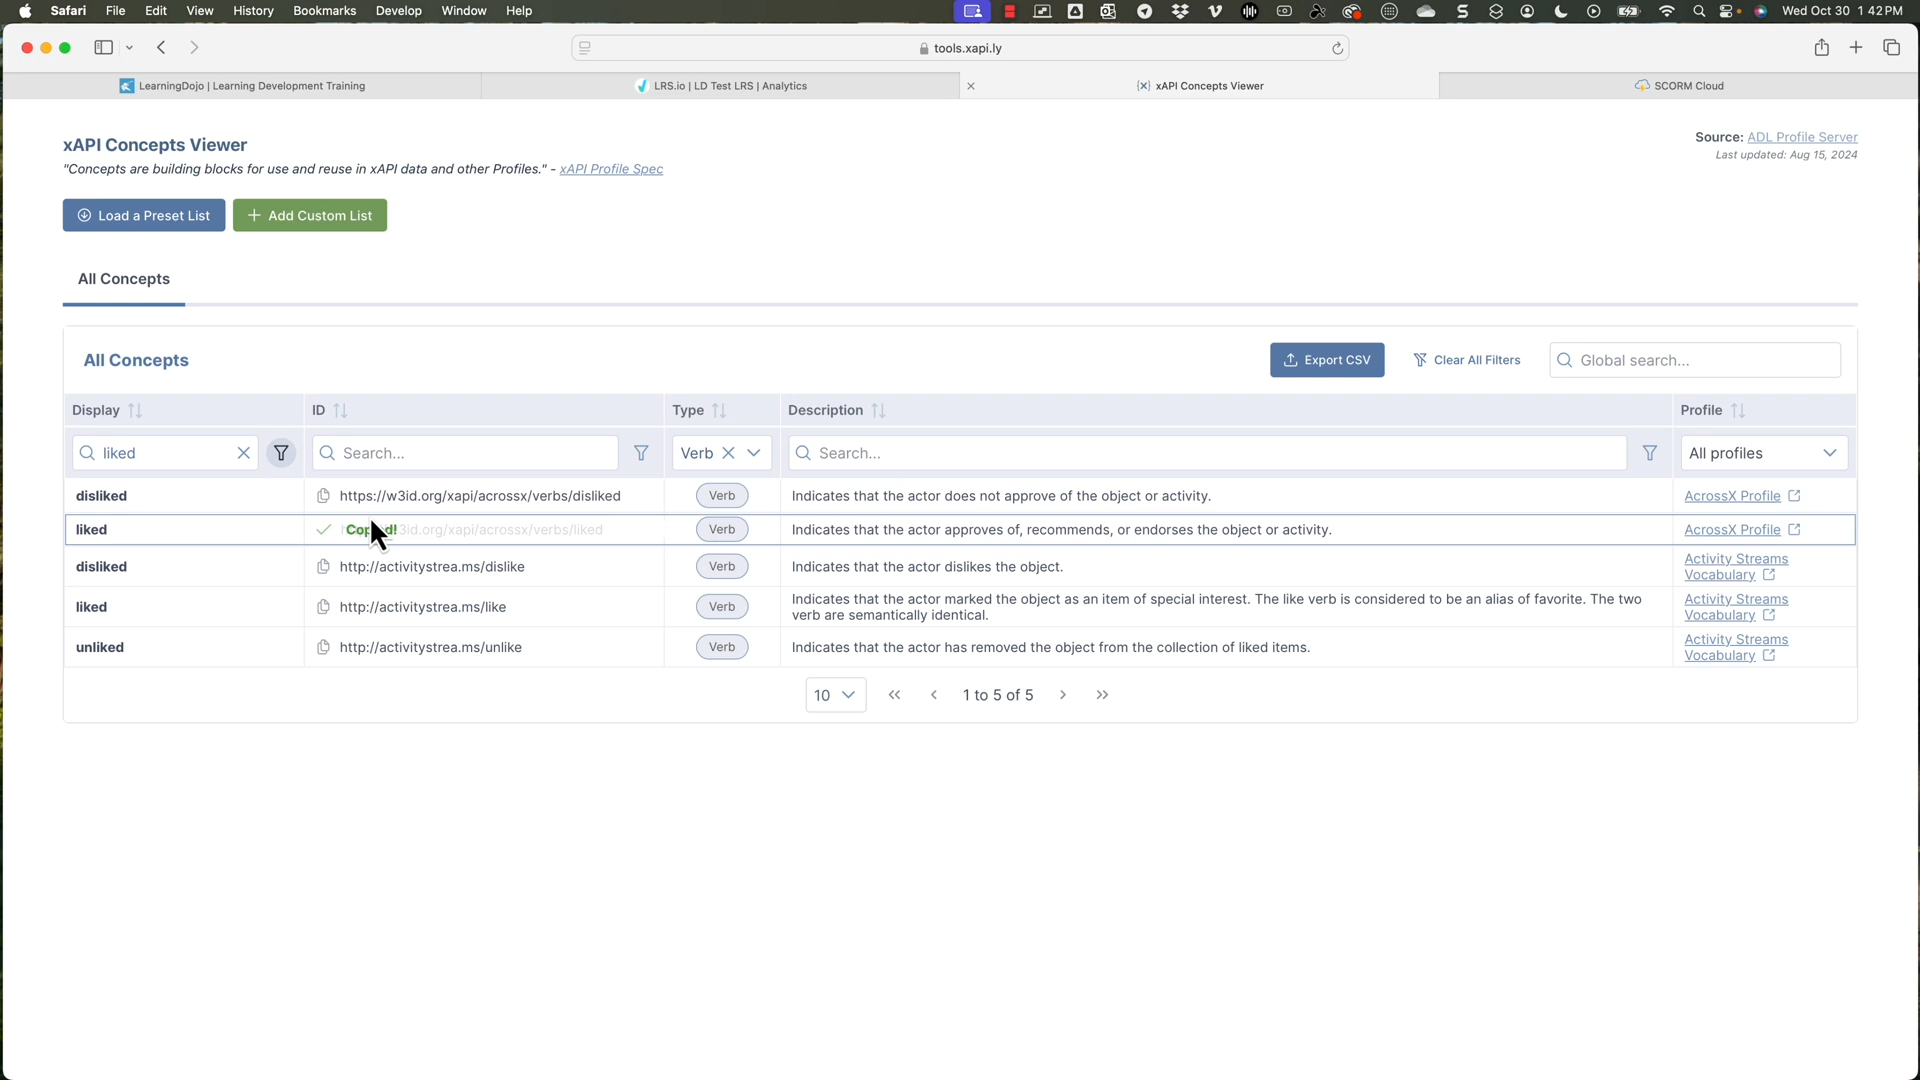 Safari File Edit View History Bookmarks Develop Window Help Wed Oct 30 1 42 PM
tools.xapi.ly
LearningDojo | Learning Development Training
LRS.io | LD Test LRS | Analytics
xAPI Concepts Viewer
SCORM Cloud
xAPI Concepts Viewer
"Concepts are building blocks for use and reuse in xAPI data and other Profiles." - xAPI Profile Spec
Source: ADL Profile Server
Last updated: Aug 15, 2024
Load a Preset List
Add Custom List
All Concepts
All Concepts
Export CSV
Clear All Filters
Global search...
Display ID Type Description Profile
liked Search... Verb Search... All profiles
disliked https://w3id.org/xapi/acrossx/verbs/disliked Verb Indicates that the actor does not approve of the object or activity. AcrossX Profile
liked 3id.org/xapi/acrossx/verbs/liked Verb Indicates that the actor approves of, recommends, or endorses the object or activity. AcrossX Profile
disliked http://activitystrea.ms/dislike Verb Indicates that the actor dislikes the object. Activity Streams
Vocabulary
liked http://activitystrea.ms/like Verb Indicates that the actor marked the object as an item of special interest. The like verb is considered to be an alias of favorite. The two Activity Streams
verb are semantically identical. Vocabulary
unliked http://activitystrea.ms/unlike Verb Indicates that the actor has removed the object from the collection of liked items. Activity Streams
Vocabulary
10 1 to 5 of 5